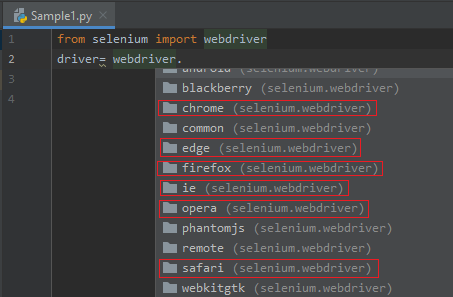 Sample1.py
1 from selenium import webdriver
2 driver= webdriver.
android (selenium.webdriver)
3 blackberry (selenium.webdriver)
4 chrome (selenium.webdriver)
common (selenium.webdriver)
edge (selenium.webdriver)
firefox (selenium.webdriver)
ie (selenium.webdriver)
opera (selenium.webdriver)
phantomjs (selenium.webdriver)
remote (selenium.webdriver)
safari (selenium.webdriver)
webkitgtk (selenium.webdriver)